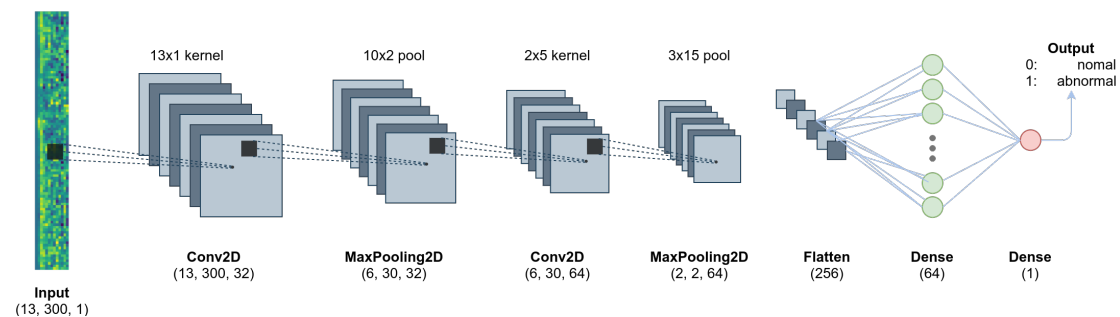 13x1 kernel
10x2 pool
2x5 kernel
3x15 pool
Output
0: nomal
1: abnormal
Conv2D
(13, 300, 32)
MaxPooling2D
(6, 30, 32)
Conv2D
(6, 30, 64)
MaxPooling2D
(2, 2, 64)
Flatten
(256)
Dense
(64)
Dense
(1)
Input
(13, 300, 1)